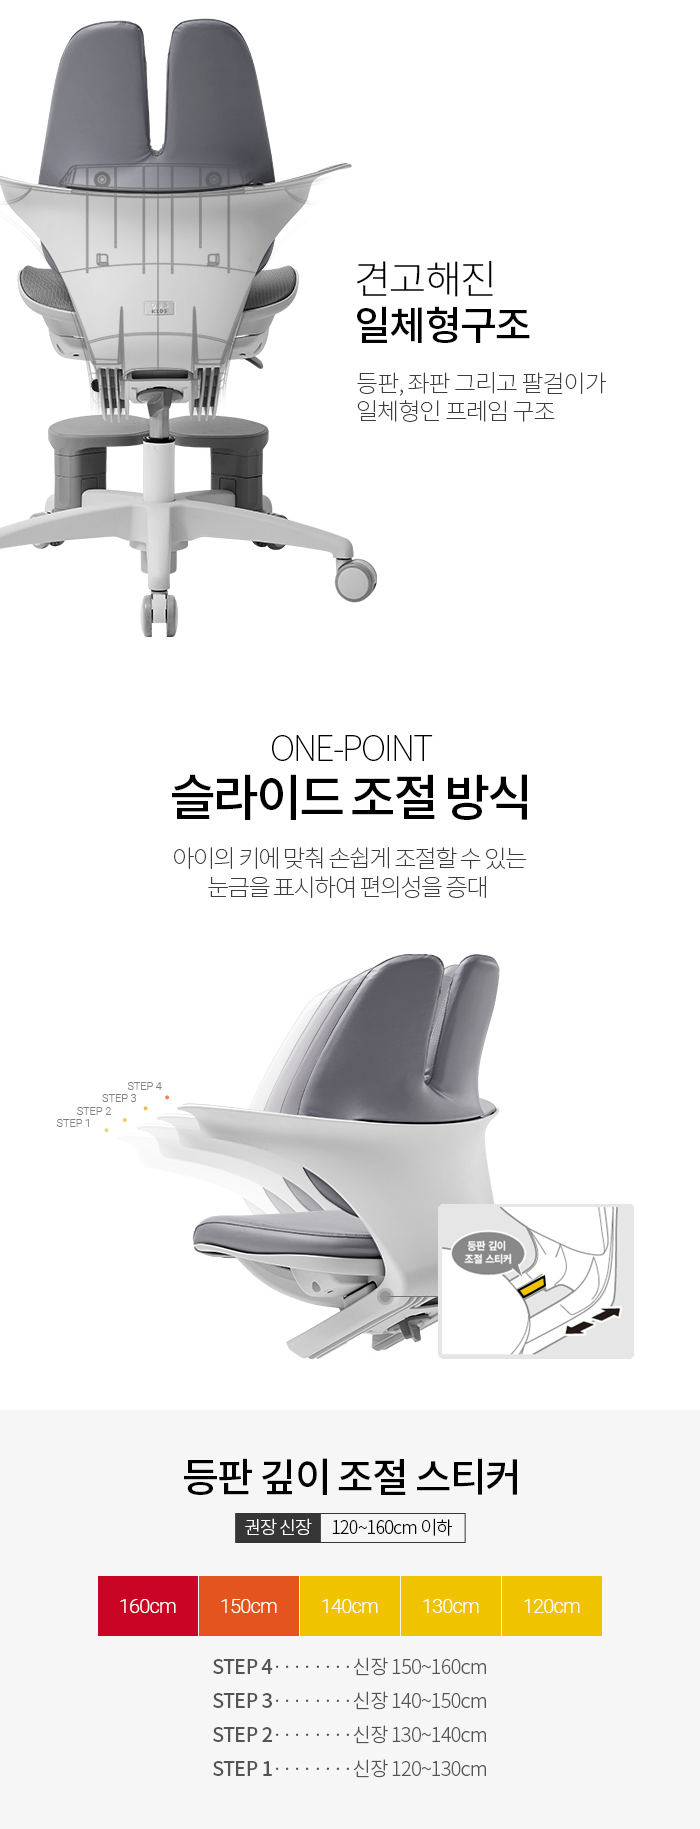 KIDS
견고해진
일체형구조
등판, 좌판 그리고 팔걸이가
일체형인 프레임 구조
ONE-POINT
슬라이드 조절 방식
아이의 키에 맞춰 손쉽게 조절할 수 있는
눈금을 표시하여 편의성을 증대
STEP 4
STEP 3
STEP 2
STEP 1
등판 깊이
조절 스티커
등판 깊이 조절 스티커
권장 신장 120~160cm 이하
160cm 150cm 140cm 130cm 120cm
STEP 4 · · · · · · · · 신장 150~160cm
STEP 3 · · · · · · · · 신장 140~150cm
STEP 2 · · · · · · · · 신장 130~140cm
STEP 1 · · · · · · · · 신장 120~130cm